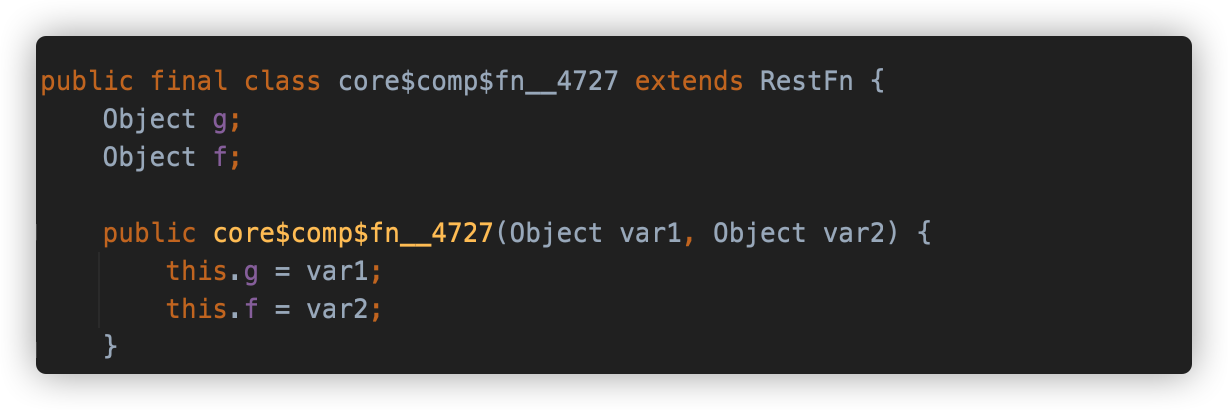 public final class core$comp$fn__4727 extends RestFn {
    Object g;
    Object f;

    public core$comp$fn__4727(Object var1, Object var2) {
        this.g = var1;
        this.f = var2;
    }